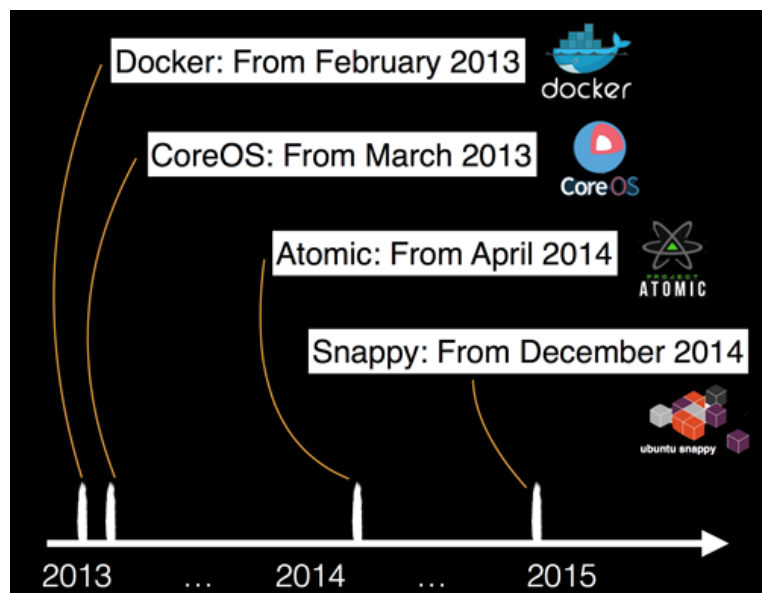 Docker: From February 2013
docker
CoreOS: From March 2013
CoreOS
Atomic: From April 2014
PROJECT
ATOMIC
Snappy: From December 2014
ubuntu snappy
2013 ... 2014 ... 2015